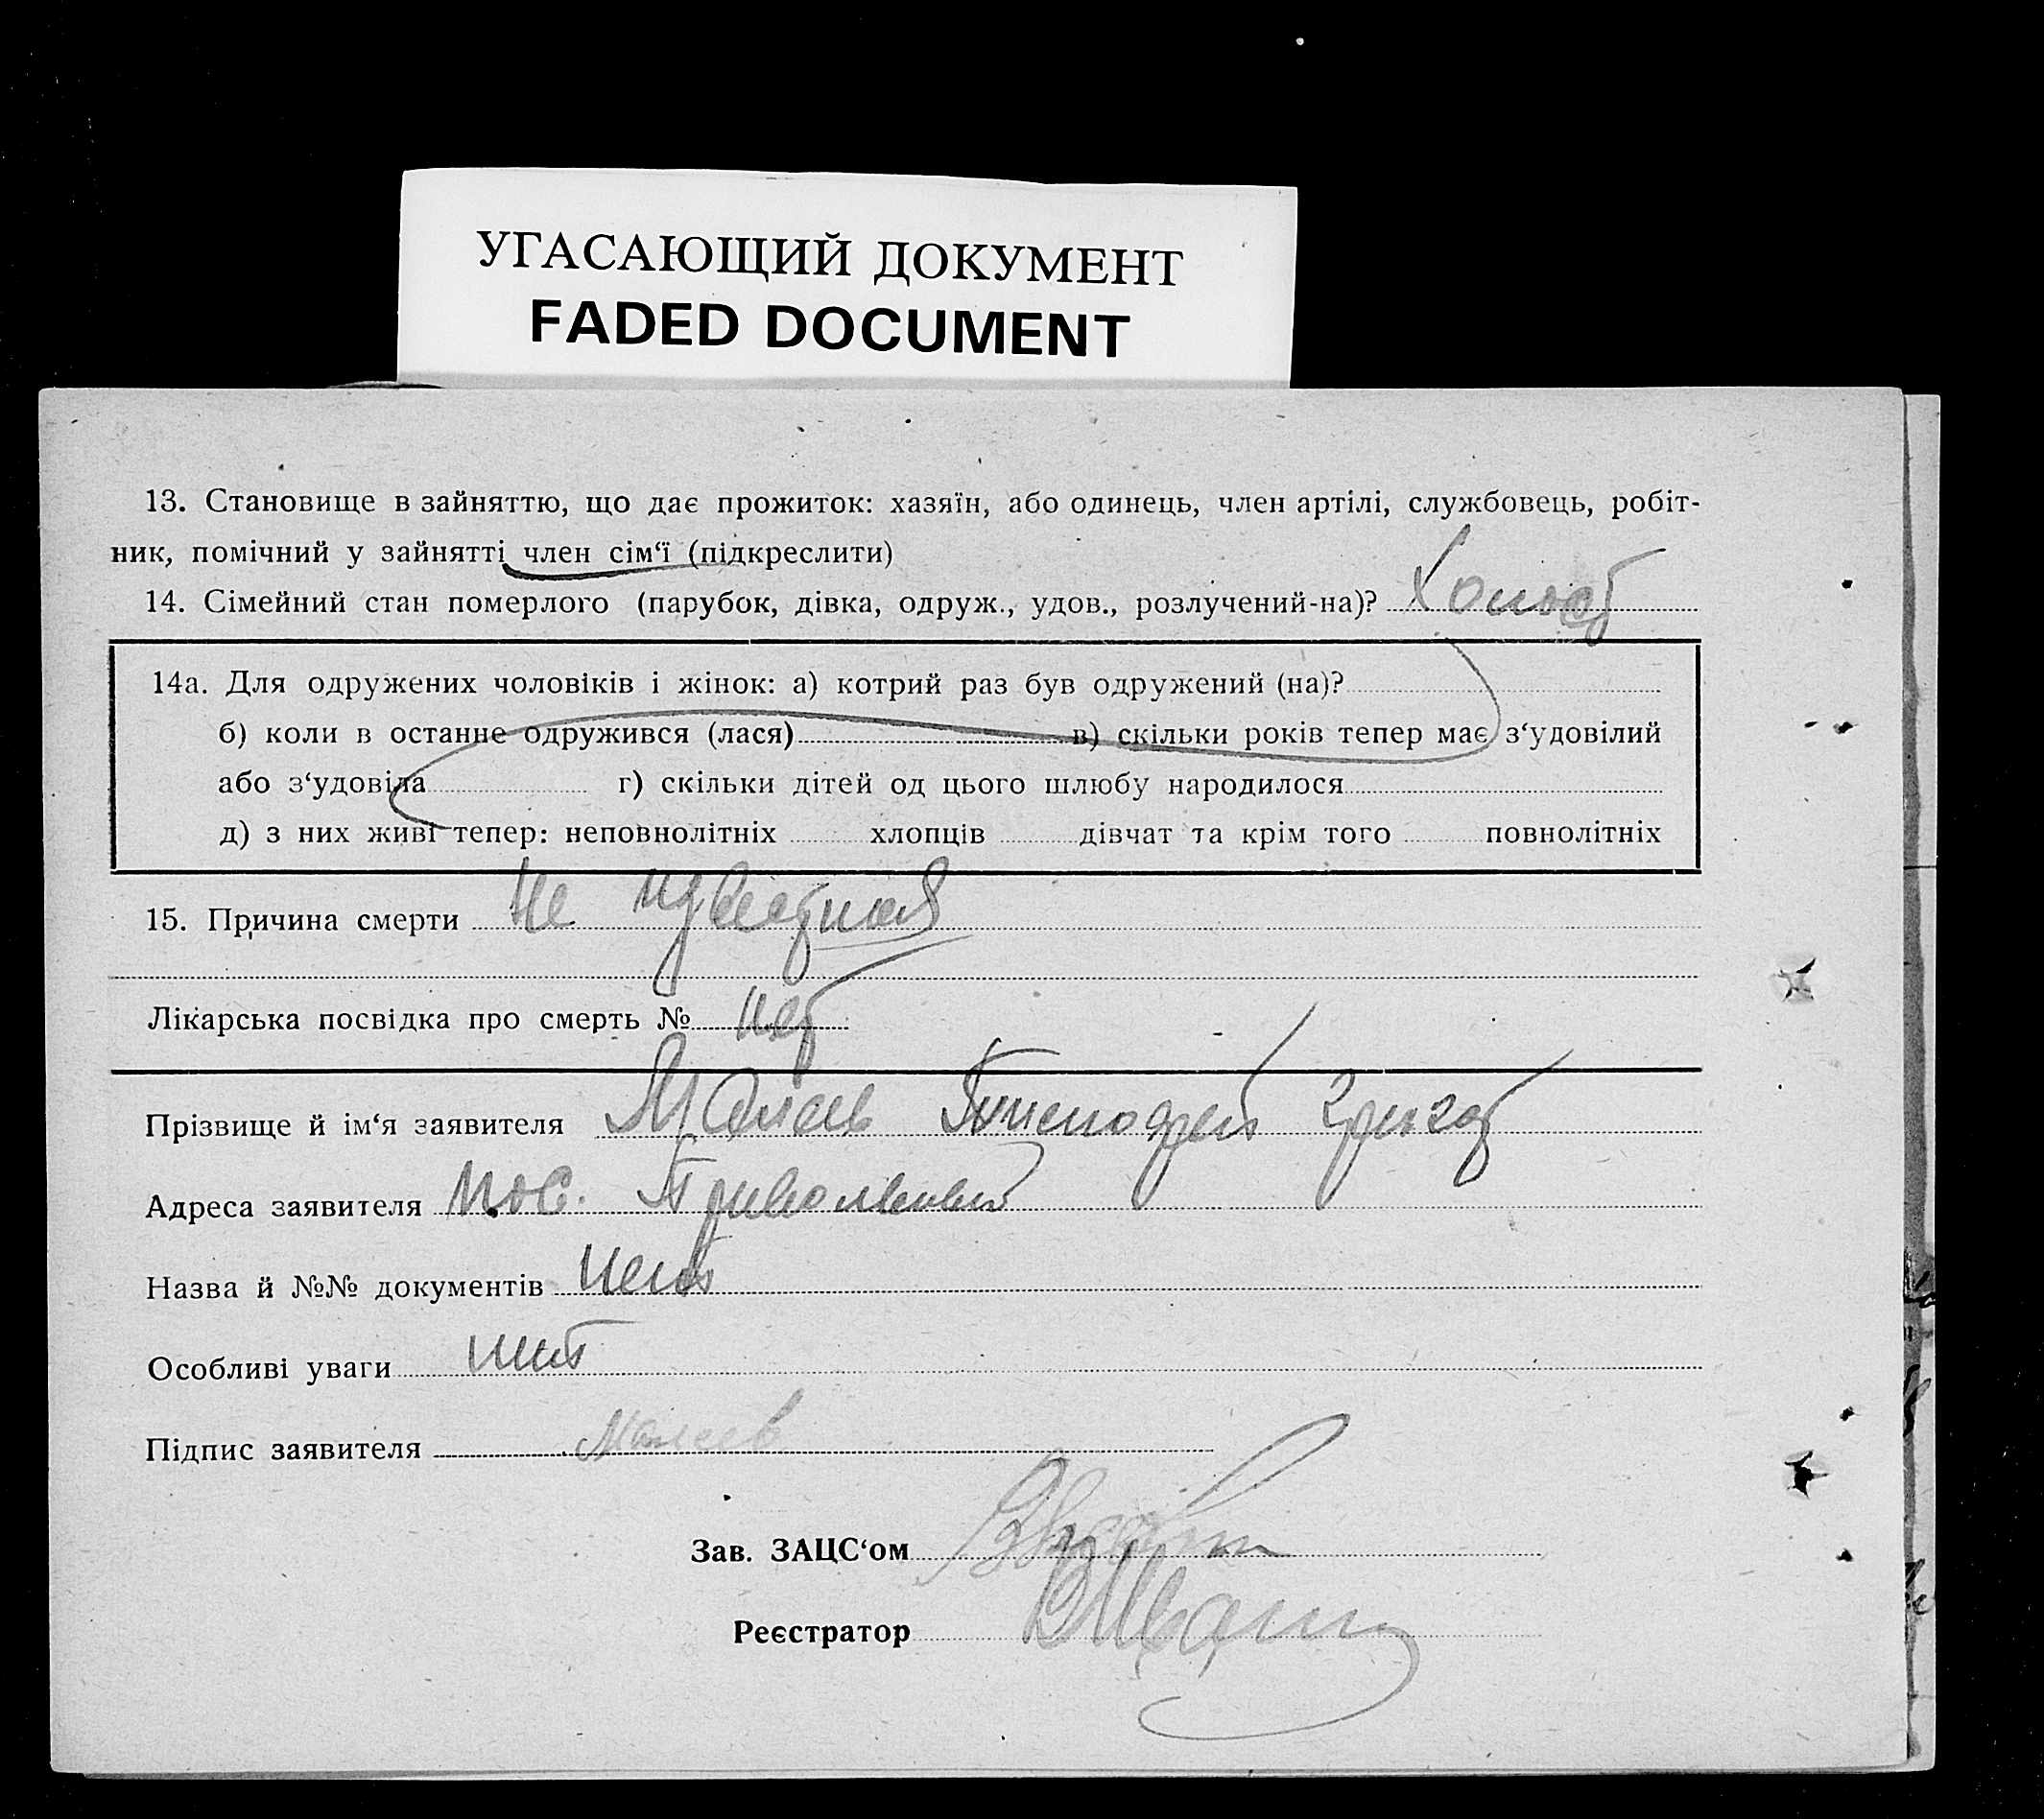 УГАСАЮЩИЙ ДОКУМЕНТ
FADED DOCUMENT
13. Становище в зайняттю, що дає прожиток: хазяїн, або одинець, член артілі, службовець, робіт-
ник, помічний у зайнятті член сім‘ї (підкреслити)
14. Сімейний стан померлого (парубок, дівка, одруж., удов., розлучений-на)? Холост
14а. Для одружених чоловіків і жінок: а) котрий раз був одружений (на)?
б) коли в останне одружився (лася) в) скільки років тепер має з‘удовілий
або з‘удовіла г) скільки дітей од цього шлюбу народилося
д) з них живі тепер: неповнолітніх хлопців дівчат та крім того повнолітніх
15. Причина смерти Не известная
Лікарська посвідка про смерть № нет
Прізвище й ім‘я заявителя Малаев
Адреса заявителя пос. Привольный
Назва й №№ документів нет
Особливі уваги нет
Підпис заявителя Малаев
Зав. ЗАЦС‘ом
Реєстратор